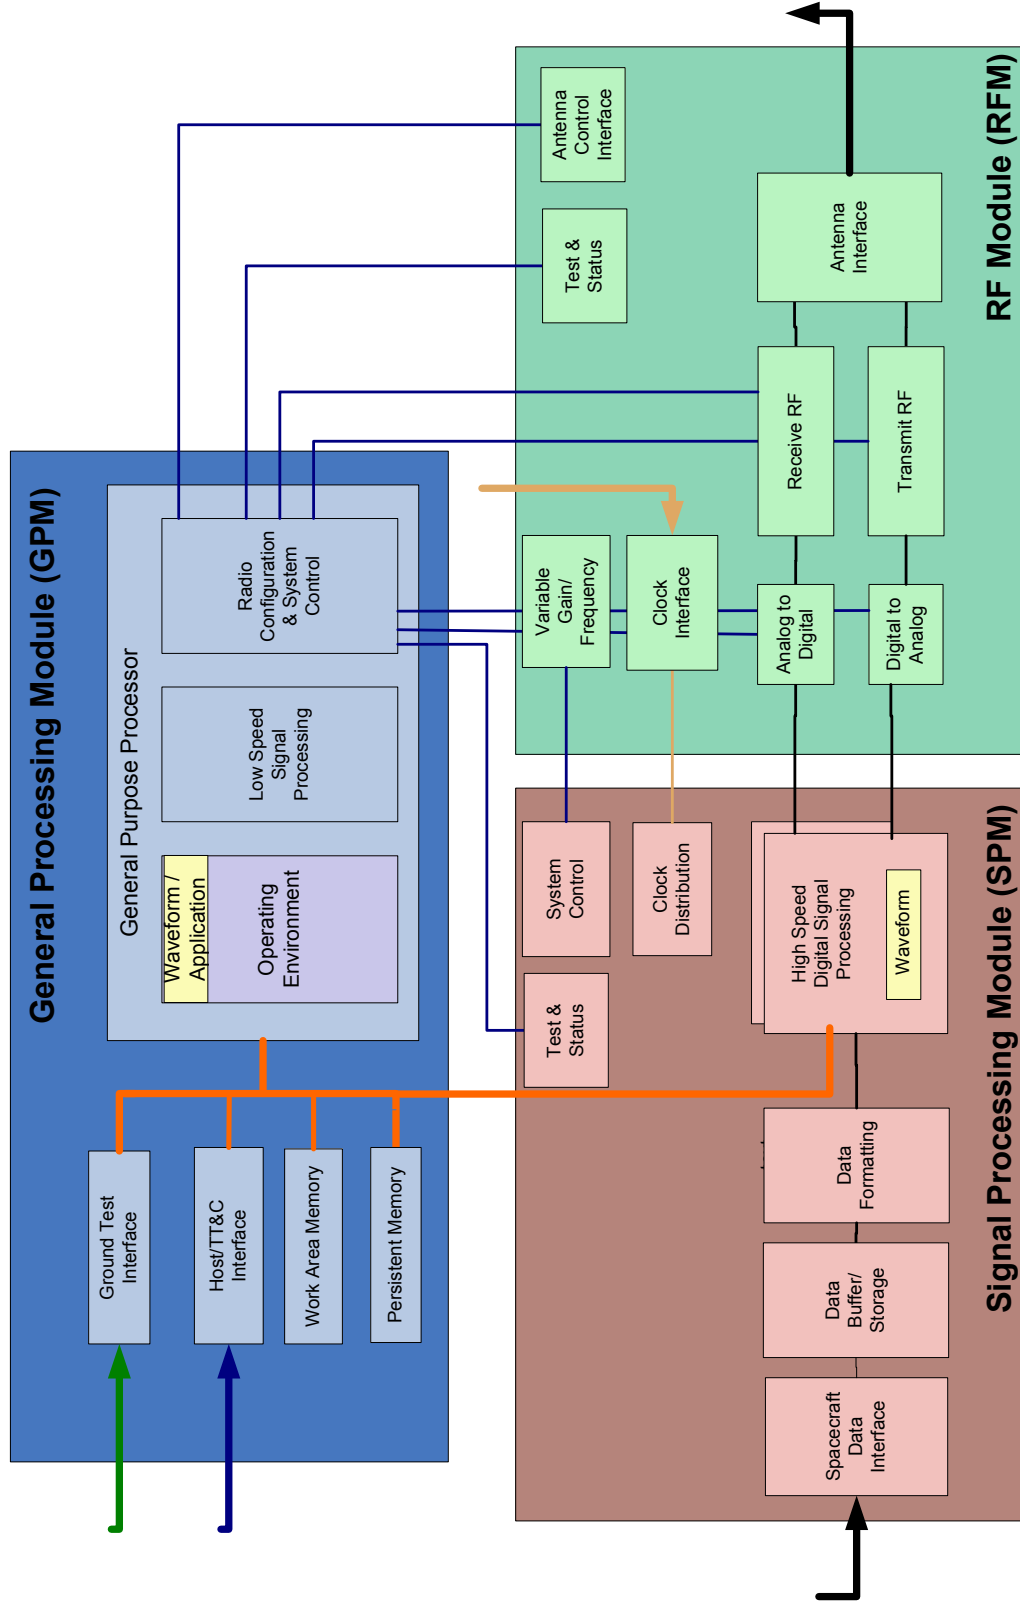 General Processing Module (GPM)
General Purpose Processor
Ground Test
Interface
Host/TT&C
Interface
Work Area Memory
Persistent Memory
Waveform /
Application
Operating
Environment
Low Speed
Signal
Processing
Radio
Configuration
& System
Control
Test &
Status
System
Control
Clock
Distribution
High Speed
Digital Signal
Processing
Waveform
Data
Formatting
Data
Buffer/
Storage
Spacecraft
Data
Interface
Signal Processing Module (SPM)
Variable
Gain/
Frequency
Clock
Interface
Analog to
Digital
Digital to
Analog
Receive RF
Transmit RF
Test &
Status
Antenna
Control
Interface
Antenna
Interface
RF Module (RFM)